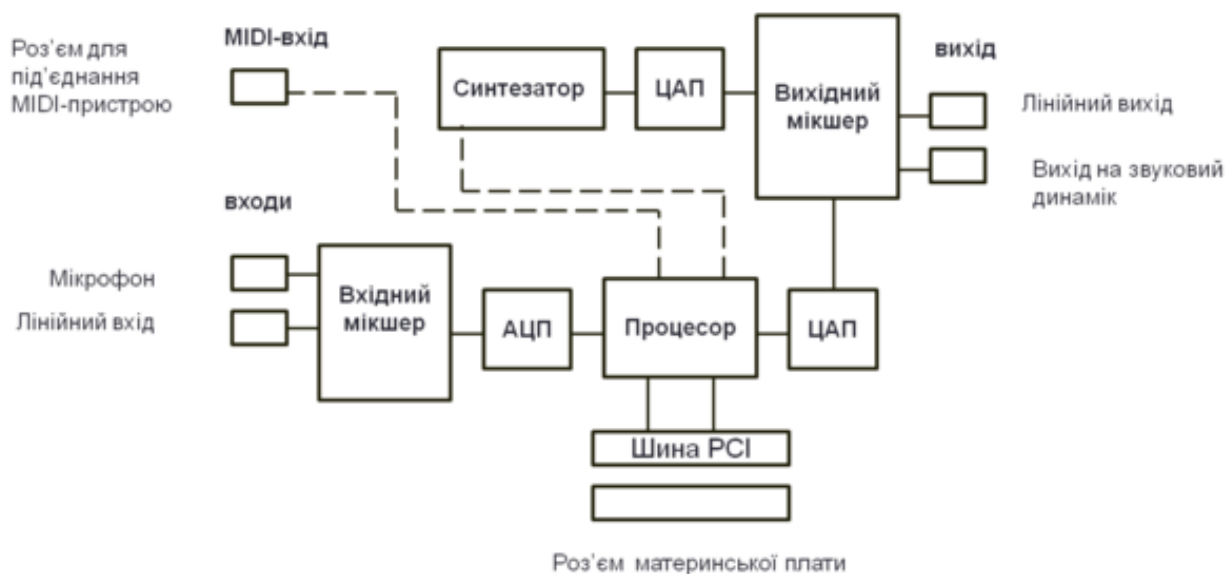 Роз'єм для
під'єднання
MIDI-пристрою
MIDI-вхід
Синтезатор
ЦАП
Вихідний
мікшер
вихід
Лінійний вихід
Вихід на звуковий
динамік
входи
Мікрофон
Лінійний вхід
Вхідний
мікшер
АЦП
Процесор
ЦАП
Шина PCI
Роз'єм материнської плати